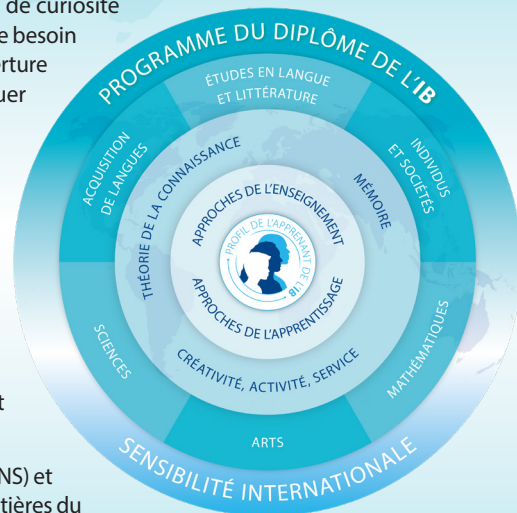 de curiosité
e besoin
erture
uer
PROGRAMME DU DIPLÔME DE L'IB
ÉTUDES EN LANGUE
ET LITTÉRATURE
ACQUISITION
DE LANGUES
INDIVIDUS
ET SOCIÉTÉS
THÉORIE DE LA CONNAISSANCE
MÉMOIRE
APPROCHES DE L'ENSEIGNEMENT
PROFIL DE L'APPRENANT DE L'IB
APPROCHES DE L'APPRENTISSAGE
CRÉATIVITÉ, ACTIVITÉ, SERVICE
SCIENCES
MATHÉMATIQUES
ARTS
SENSIBILITÉ INTERNATIONALE
t
NS) et
tières du